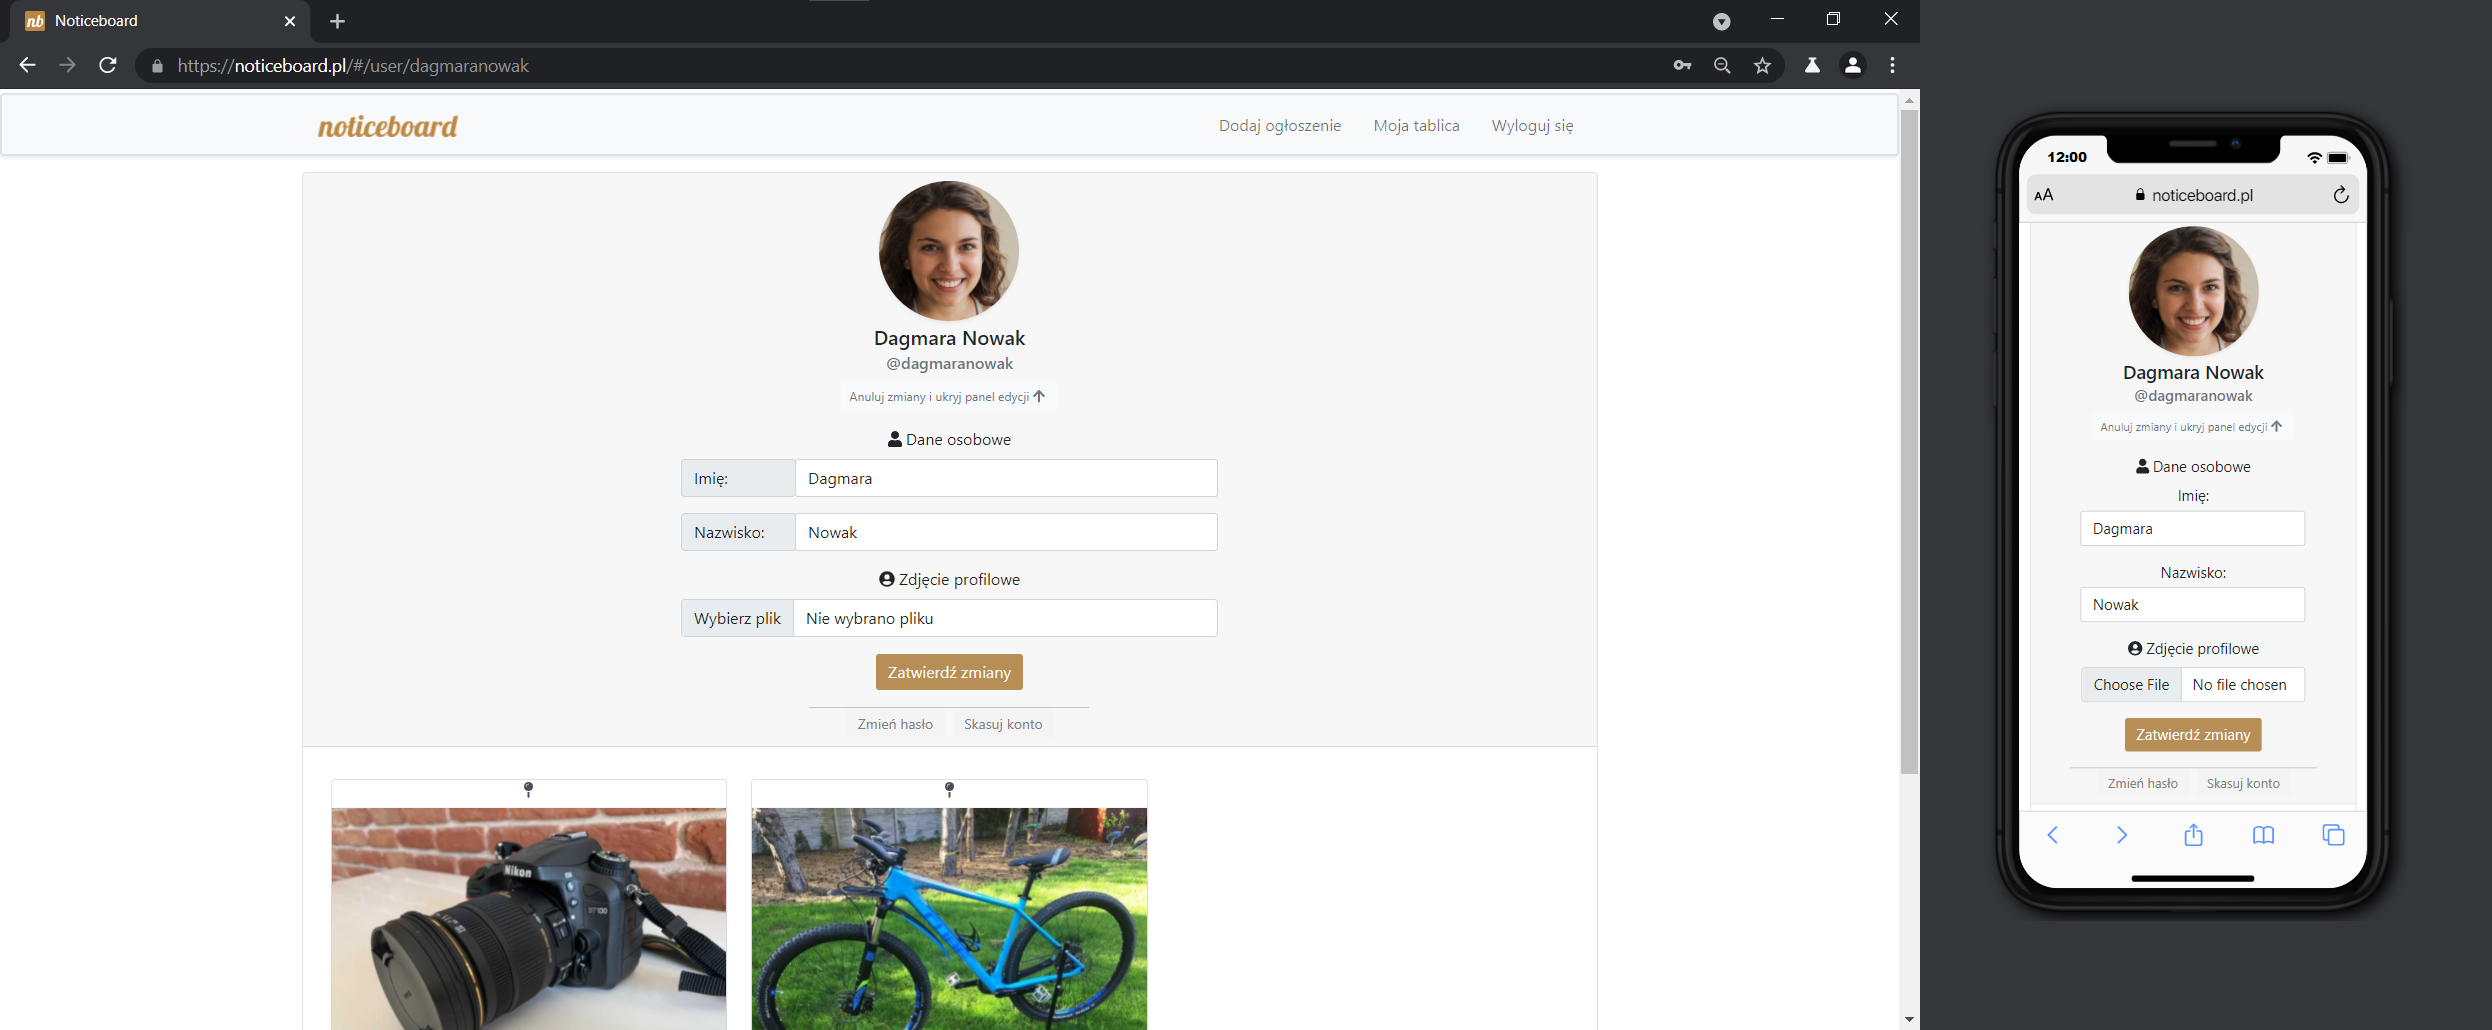 nb Noticeboard
https://noticeboard.pl/#/user/dagmaranowak
noticeboard
Dodaj ogłoszenie Moja tablica Wyloguj się
Dagmara Nowak
@dagmaranowak
Anuluj zmiany i ukryj panel edycji
Dane osobowe
Imię: Dagmara
Nazwisko: Nowak
Zdjęcie profilowe
Wybierz plik Nie wybrano pliku
Zatwierdź zmiany
Zmień hasło Skasuj konto
Nikon
D7100
12:00
AA noticeboard.pl
Dagmara Nowak
@dagmaranowak
Anuluj zmiany i ukryj panel edycji
Dane osobowe
Imię:
Dagmara
Nazwisko:
Nowak
Zdjęcie profilowe
Choose File No file chosen
Zatwierdź zmiany
Zmień hasło Skasuj konto